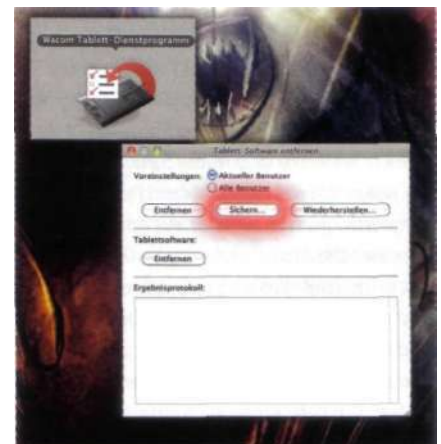 Wacom Tablett-Dienstprogramm
Tablett-Software entfernen
Voreinstellungen: Aktueller Benutzer
Alle Benutzer
Entfernen Sichern... Wiederherstellen...
Tablettsoftware:
Entfernen
Ergebnisprotokoll: